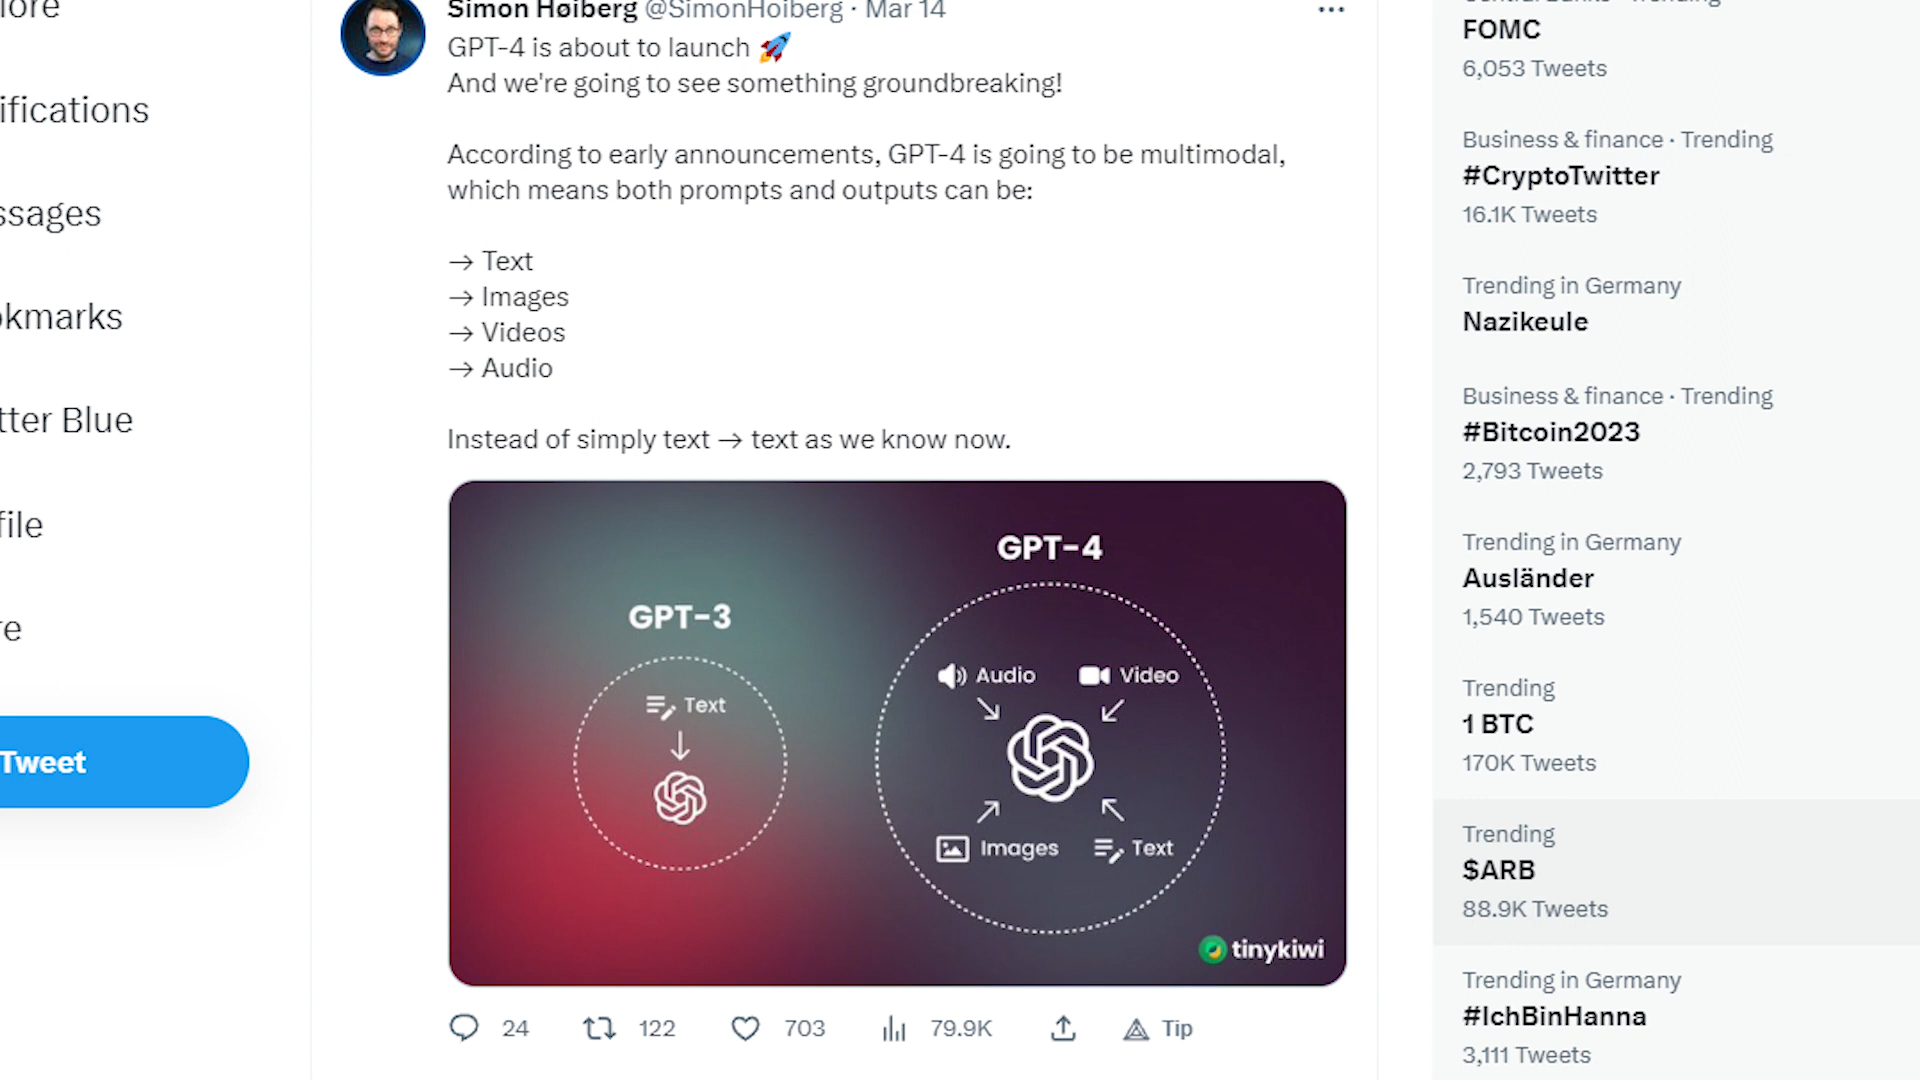 ifications
ssages
kmarks
tter Blue
file
Tweet
Simon Høiberg @SimonHoiberg · Mar 14
GPT-4 is about to launch 🚀
And we're going to see something groundbreaking!
According to early announcements, GPT-4 is going to be multimodal,
which means both prompts and outputs can be:
→ Text
→ Images
→ Videos
→ Audio
Instead of simply text → text as we know now.
GPT-3
Text
GPT-4
Audio
Video
Images
Text
tinykiwi
24
122
703
79.9K
Tip
FOMC
6,053 Tweets
Business & finance · Trending
#CryptoTwitter
16.1K Tweets
Trending in Germany
Nazikeule
Business & finance · Trending
#Bitcoin2023
2,793 Tweets
Trending in Germany
Ausländer
1,540 Tweets
Trending
1 BTC
170K Tweets
Trending
$ARB
88.9K Tweets
Trending in Germany
#IchBinHanna
3,111 Tweets